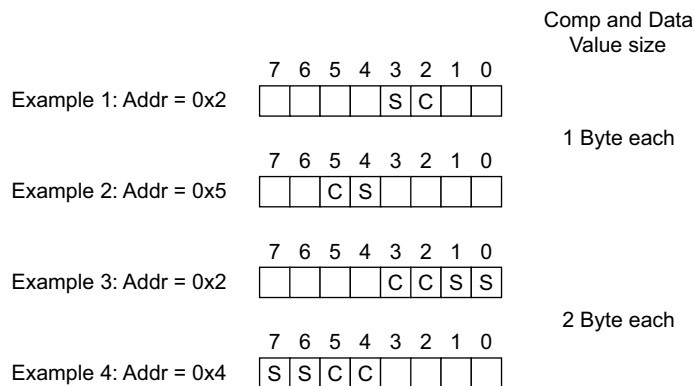 Comp and Data
Value size
7 6 5 4 3 2 1 0
Example 1: Addr = 0x2 S C
1 Byte each
7 6 5 4 3 2 1 0
Example 2: Addr = 0x5 C S
7 6 5 4 3 2 1 0
Example 3: Addr = 0x2 C C S S
2 Byte each
7 6 5 4 3 2 1 0
Example 4: Addr = 0x4 S S C C